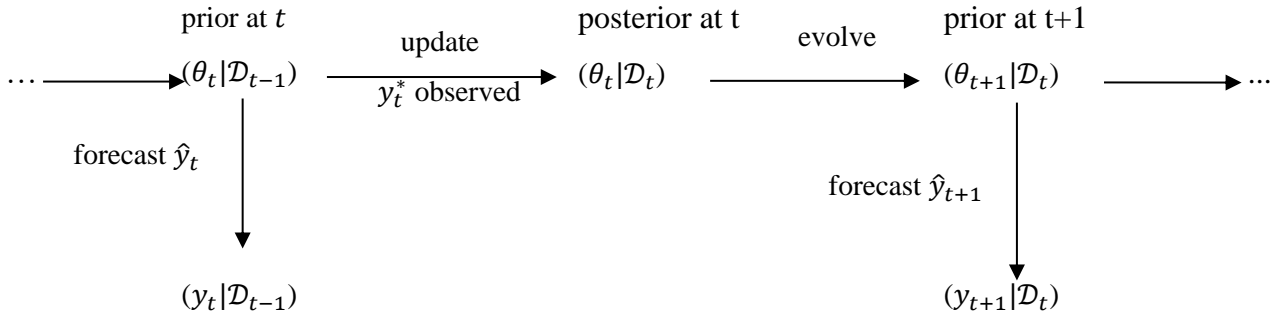 prior at t
posterior at t
prior at t+1
update
evolve
⋯
(θ_t|𝒟_{t−1})
y_t^* observed
(θ_t|𝒟_t)
(θ_{t+1}|𝒟_t)
⋯
forecast ŷ_t
forecast ŷ_{t+1}
(y_t|𝒟_{t−1})
(y_{t+1}|𝒟_t)